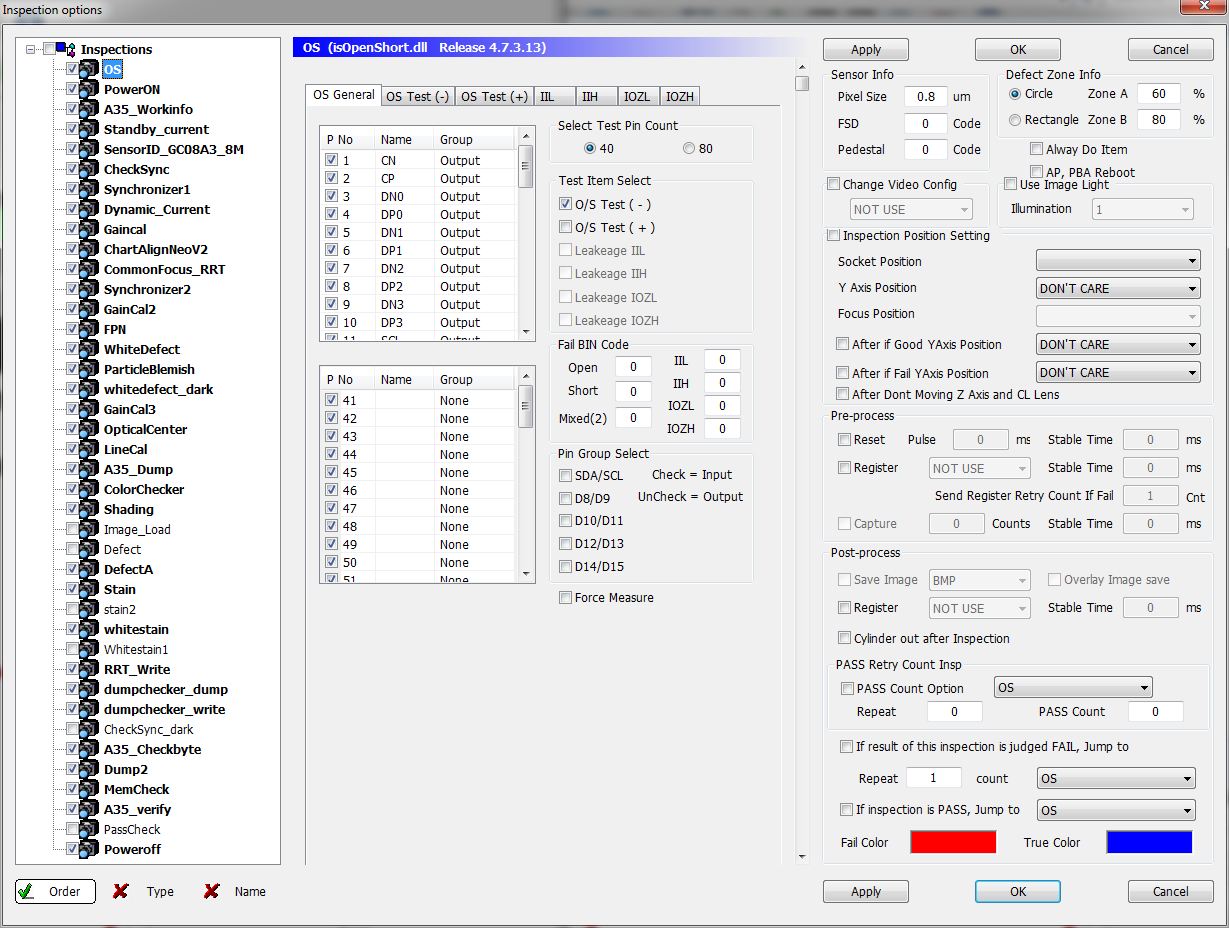 Inspection options
Inspections
OS
PowerON
A35_Workinfo
Standby_current
SensorID_GC08A3_8M
CheckSync
Synchronizer1
Dynamic_Current
Gaincal
ChartAlignNeoV2
CommonFocus_RRT
Synchronizer2
GainCal2
FPN
WhiteDefect
ParticleBlemish
whitedefect_dark
GainCal3
OpticalCenter
LineCal
A35_Dump
ColorChecker
Shading
Image_Load
Defect
DefectA
Stain
stain2
whitestain
Whitestain1
RRT_Write
dumpchecker_dump
dumpchecker_write
CheckSync_dark
A35_Checkbyte
Dump2
MemCheck
A35_verify
PassCheck
Poweroff
Order Type Name
OS (isOpenShort.dll Release 4.7.3.13)
OS General OS Test (-) OS Test (+) IIL IIH IOZL IOZH
P No Name Group
1 CN Output
2 CP Output
3 DN0 Output
4 DP0 Output
5 DN1 Output
6 DP1 Output
7 DN2 Output
8 DP2 Output
9 DN3 Output
10 DP3 Output
11 SCL Output
P No Name Group
41 None
42 None
43 None
44 None
45 None
46 None
47 None
48 None
49 None
50 None
51 None
Select Test Pin Count
40 80
Test Item Select
O/S Test ( - )
O/S Test ( + )
Leakeage IIL
Leakeage IIH
Leakeage IOZL
Leakeage IOZH
Fail BIN Code
Open 0 IIL 0
Short 0 IIH 0
Mixed(2) 0 IOZL 0
IOZH 0
Pin Group Select
SDA/SCL Check = Input
D8/D9 UnCheck = Output
D10/D11
D12/D13
D14/D15
Force Measure
Apply OK Cancel
Sensor Info
Pixel Size 0.8 um
FSD 0 Code
Pedestal 0 Code
Defect Zone Info
Circle Zone A 60 %
Rectangle Zone B 80 %
Alway Do Item
AP, PBA Reboot
Change Video Config
NOT USE
Use Image Light
Illumination 1
Inspection Position Setting
Socket Position
Y Axis Position DON'T CARE
Focus Position
After if Good YAxis Position DON'T CARE
After if Fail YAxis Position DON'T CARE
After Dont Moving Z Axis and CL Lens
Pre-process
Reset Pulse 0 ms Stable Time 0 ms
Register NOT USE Stable Time 0 ms
Send Register Retry Count If Fail 1 Cnt
Capture 0 Counts Stable Time 0 ms
Post-process
Save Image BMP Overlay Image save
Register NOT USE Stable Time 0 ms
Cylinder out after Inspection
PASS Retry Count Insp
PASS Count Option OS
Repeat 0 PASS Count 0
If result of this inspection is judged FAIL, Jump to
Repeat 1 count OS
If inspection is PASS, Jump to OS
Fail Color True Color
Apply OK Cancel